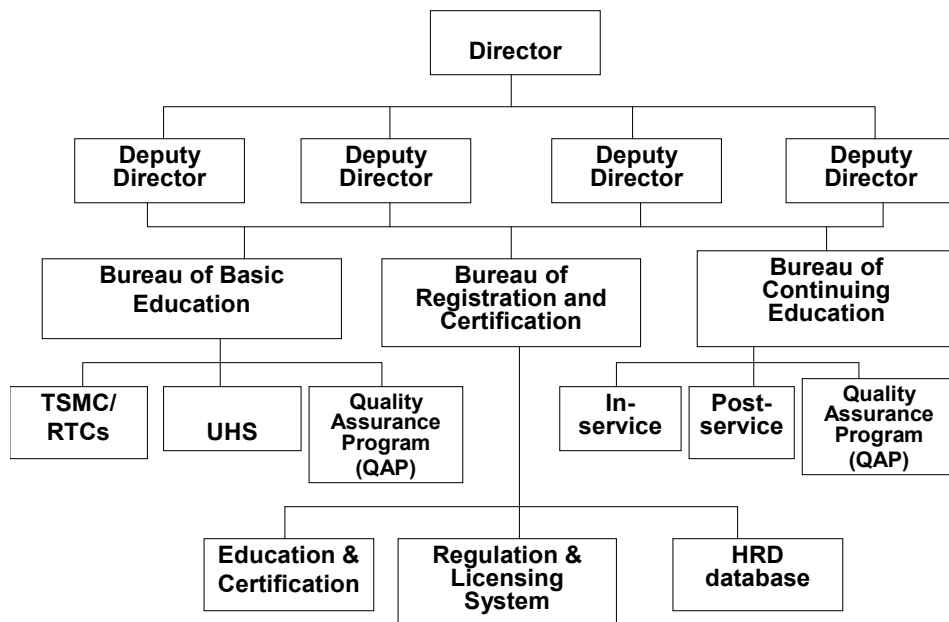 Director
Deputy
Director
Deputy
Director
Deputy
Director
Deputy
Director
Bureau of Basic
Education
Bureau of
Registration and
Certification
Bureau of
Continuing
Education
TSMC/
RTCs
UHS
Quality
Assurance
Program
(QAP)
In-
service
Post-
service
Quality
Assurance
Program
(QAP)
Education &
Certification
Regulation &
Licensing
System
HRD
database